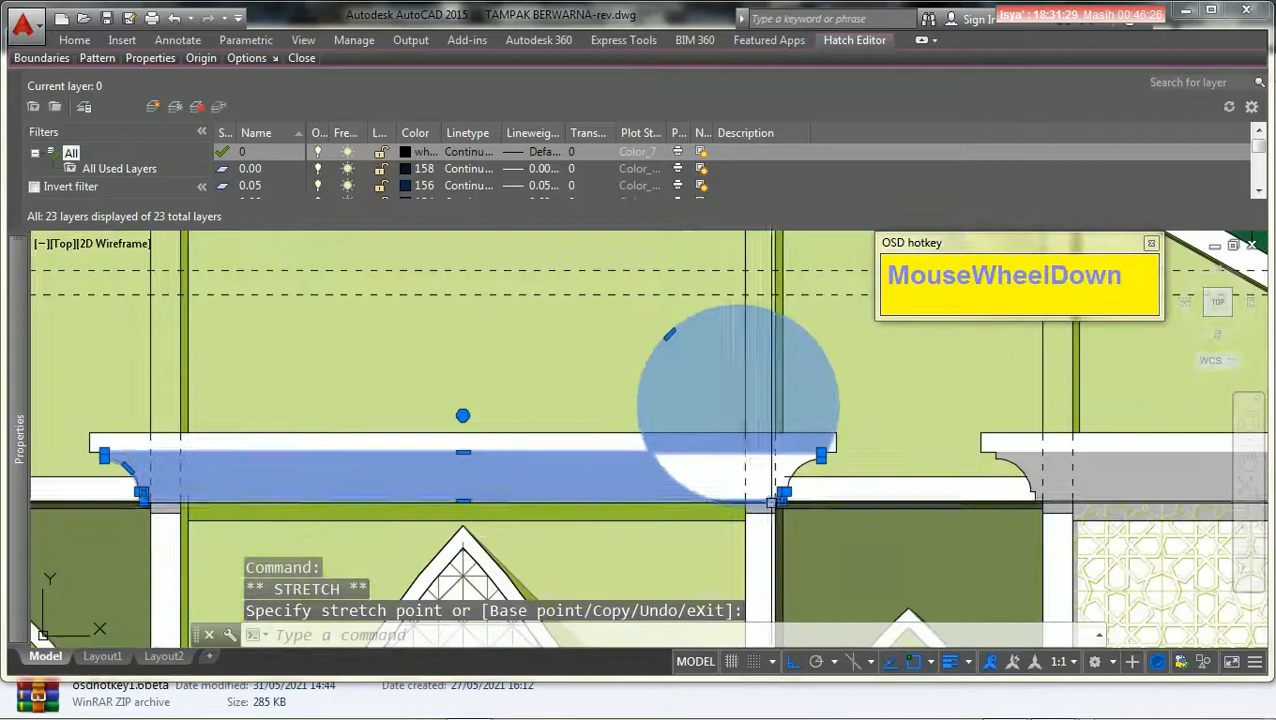 Autodesk AutoCAD 2015 TAMPAK BERWARNA-rev.dwg
Type a keyword or phrase
Sign In
Isya': 18:31:29 Masih 00:46:26
Home Insert Annotate Parametric View Manage Output Add-ins Autodesk 360 Express Tools BIM 360 Featured Apps Hatch Editor
Boundaries Pattern Properties Origin Options Close
Current layer: 0
Search for layer
Filters
S... Name O.. Fre... L... Color Linetype Lineweig... Trans... Plot St... P... N... Description
All
0 wh... Continu... Defa... 0 Color_7
All Used Layers
0.00 158 Continu... 0.00... 0 Color_...
Invert filter
0.05 156 Continu... 0.05... 0 Color_...
All: 23 layers displayed of 23 total layers
[−][Top][2D Wireframe]
OSD hotkey
MouseWheelDown
TOP
WCS
Properties
Command:
** STRETCH **
Specify stretch point or [Base point/Copy/Undo/eXit]:
Type a command
Y
X
Model Layout1 Layout2 +
MODEL
1:1
osdhotkey1.6beta Date modified: 31/05/2021 14:44 Date created: 27/05/2021 16:12
WinRAR ZIP archive Size: 285 KB